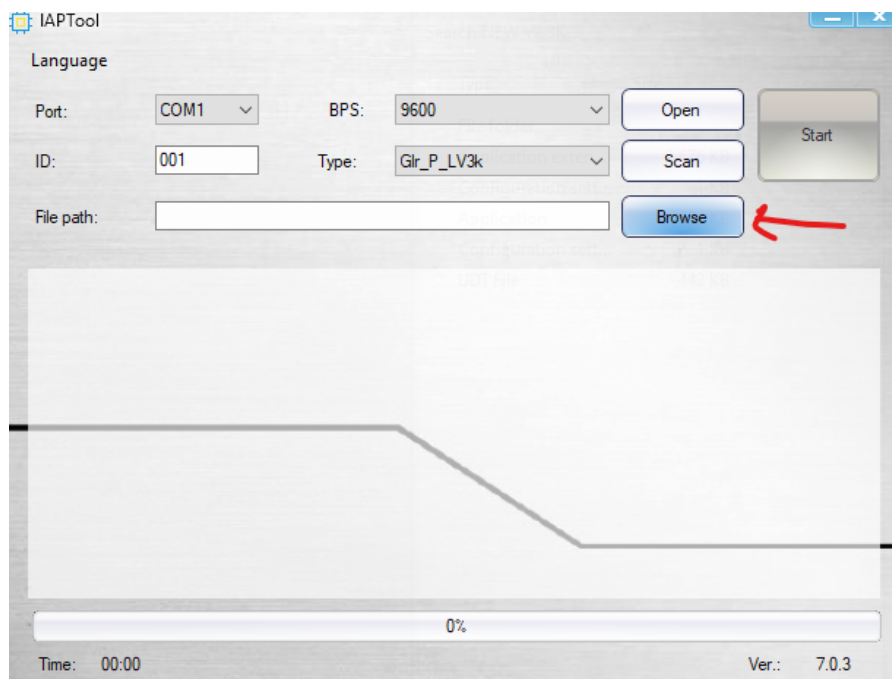 IAPTool
Language
Port: COM1 BPS: 9600 Open Start
ID: 001 Type: Glr_P_LV3k Scan
File path: Browse
0%
Time: 00:00 Ver.: 7.0.3